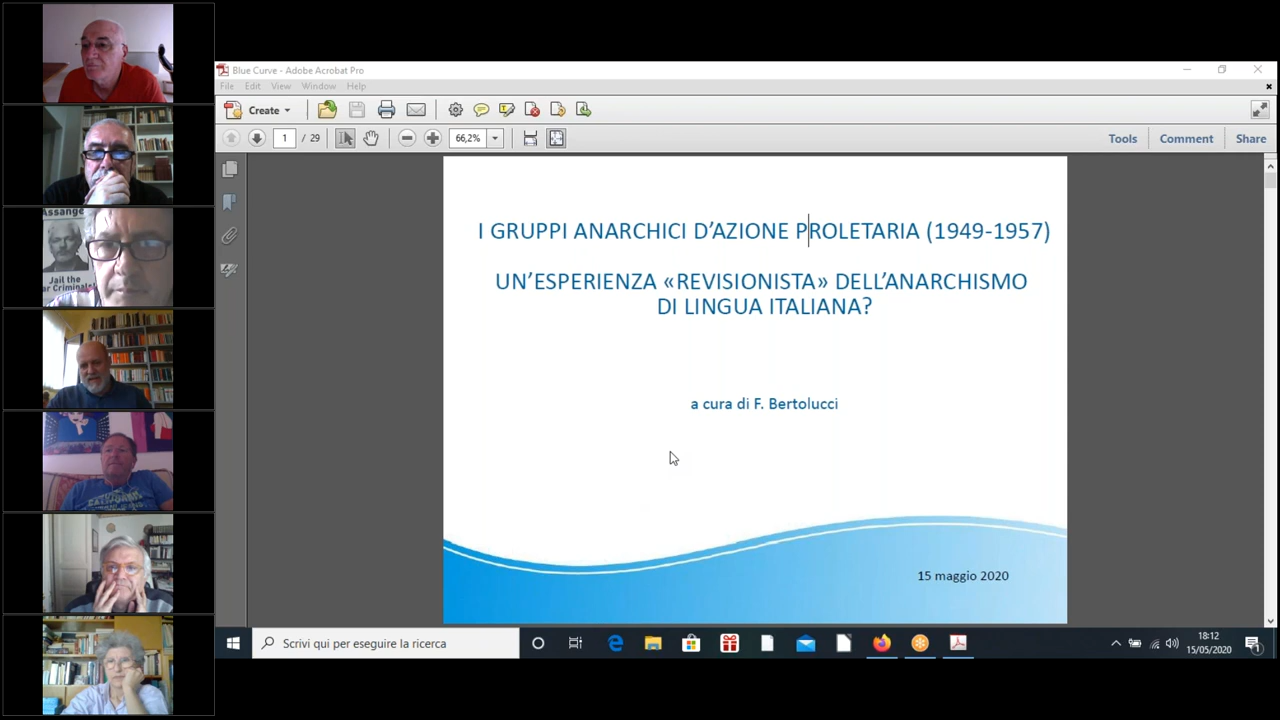 Assange
Jail the
War Criminals!
Blue Curve - Adobe Acrobat Pro
File Edit View Window Help
Create
1 / 29
66,2%
Tools Comment Share
I GRUPPI ANARCHICI D'AZIONE PROLETARIA (1949-1957)
UN'ESPERIENZA «REVISIONISTA» DELL'ANARCHISMO
DI LINGUA ITALIANA?
a cura di F. Bertolucci
15 maggio 2020
Scrivi qui per eseguire la ricerca
18:12
15/05/2020
1